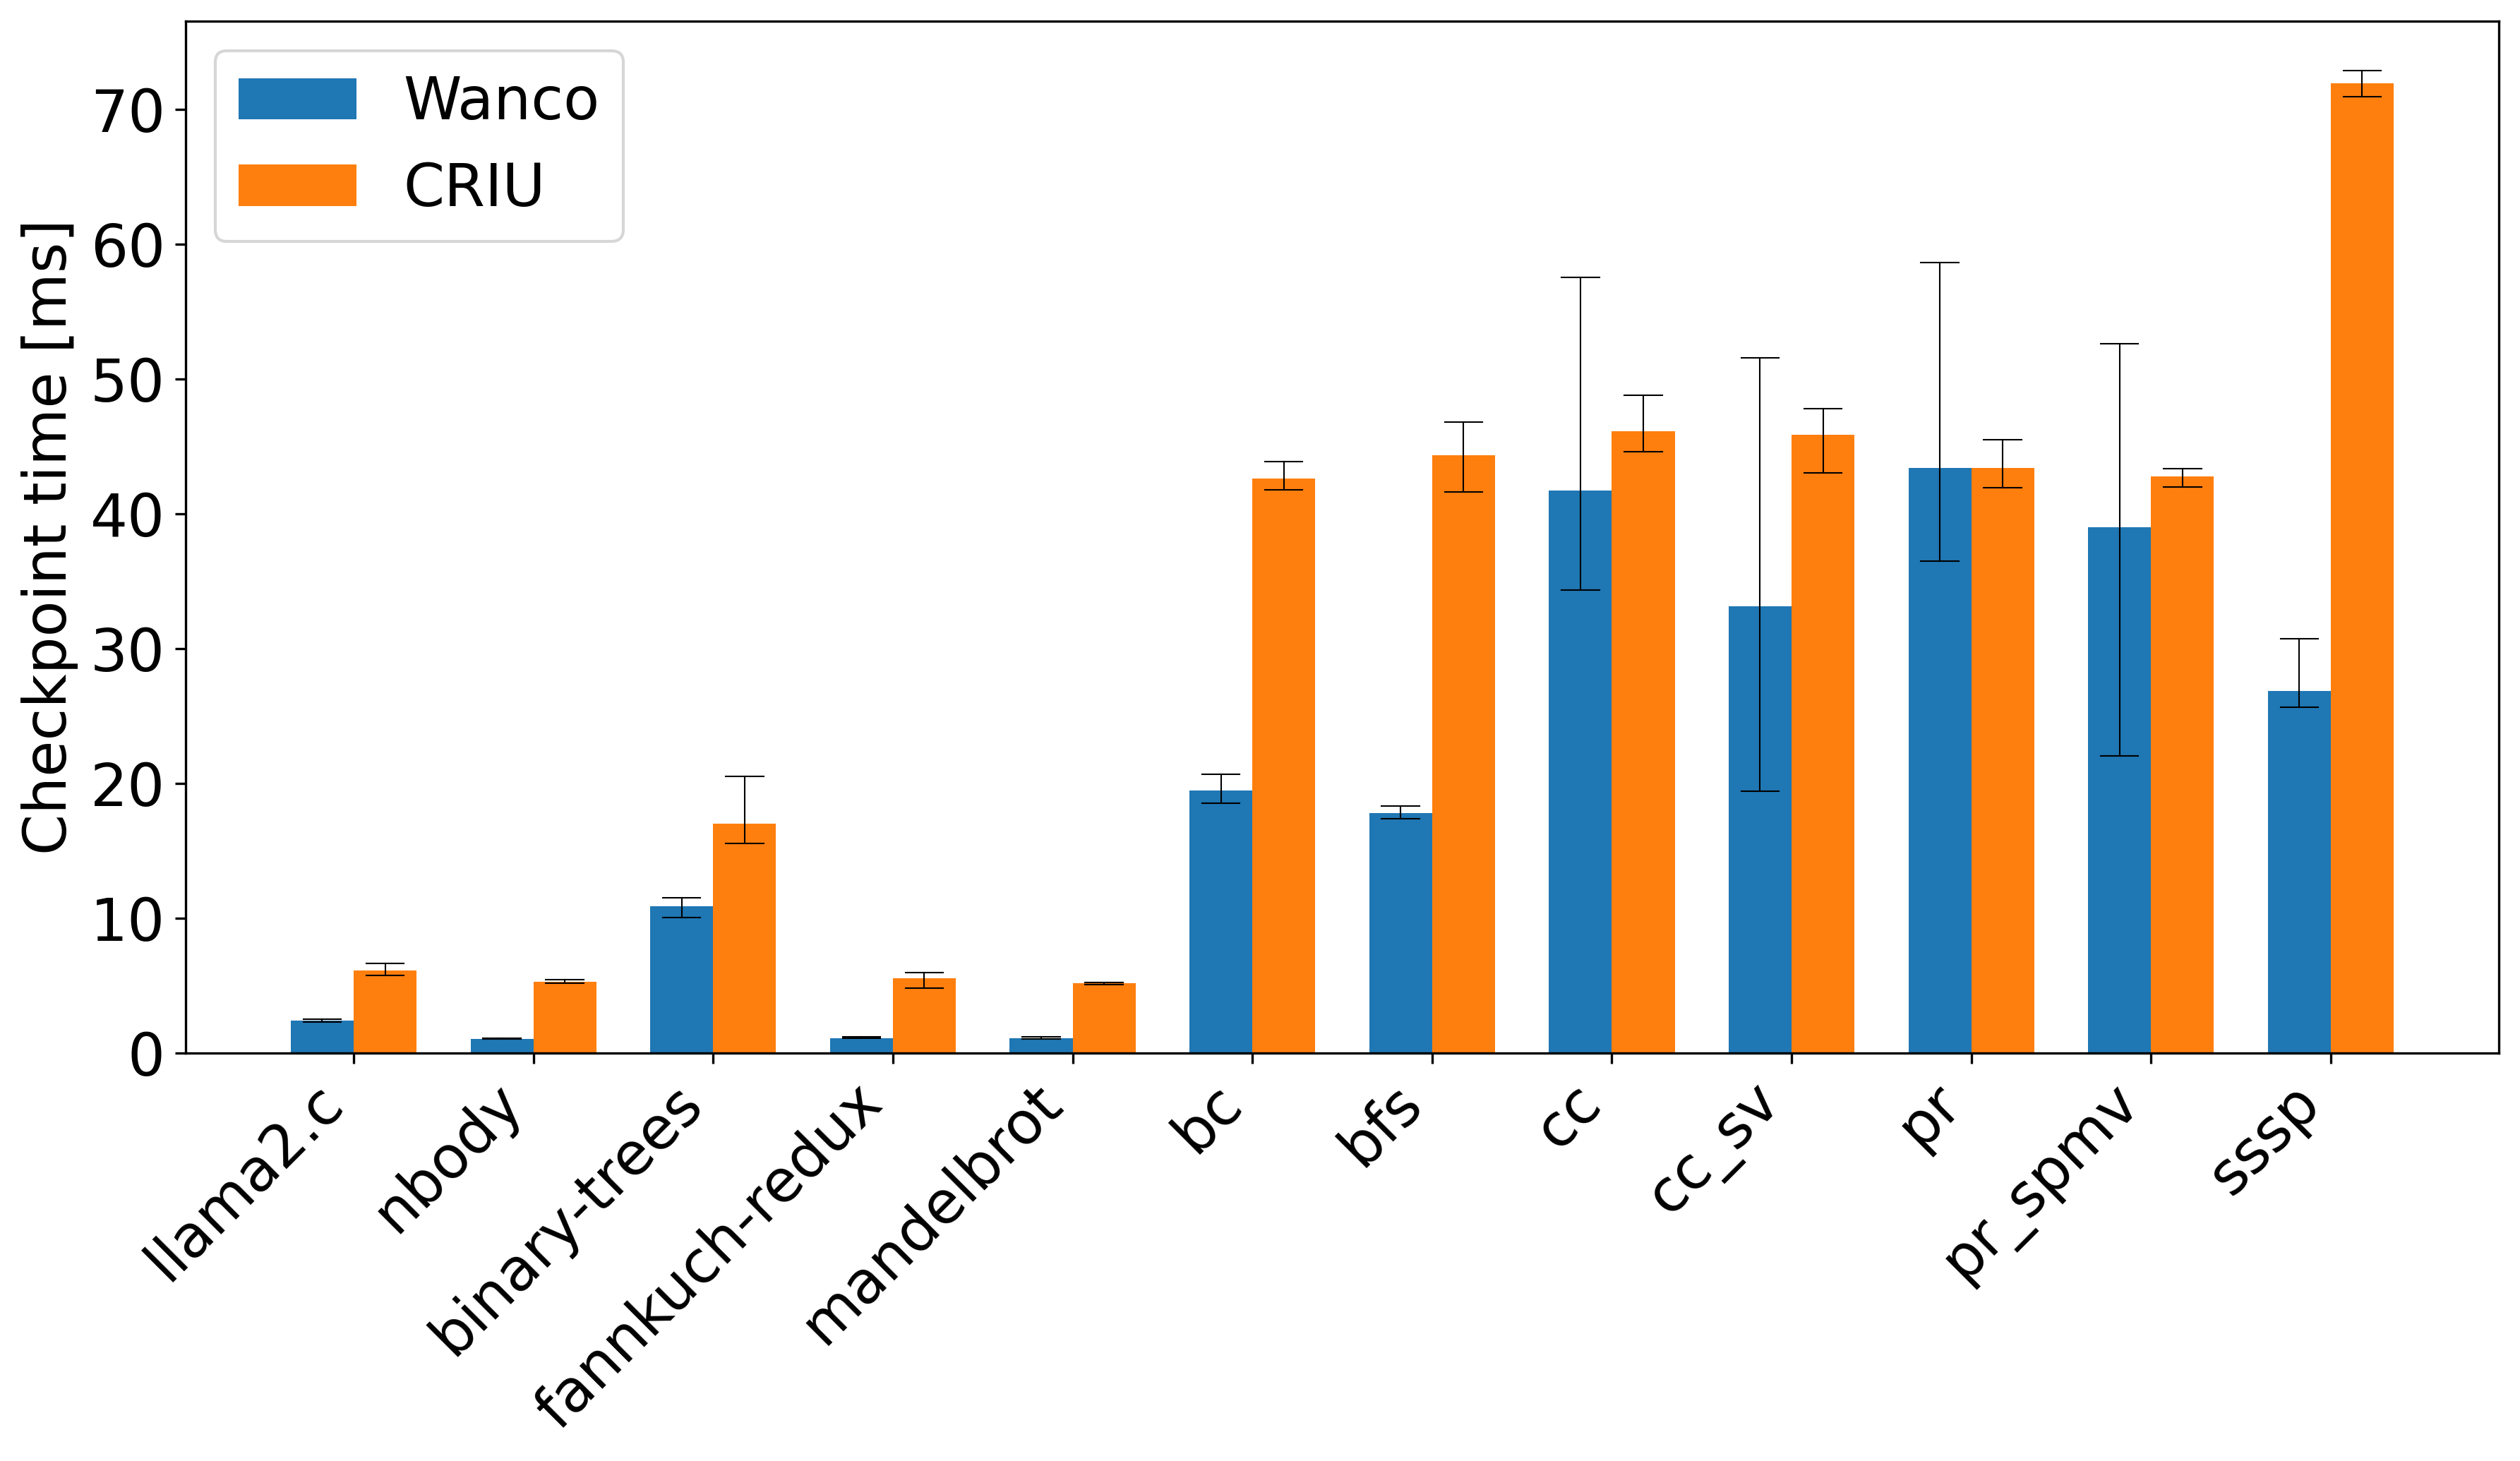 Wanco
CRIU
Checkpoint time [ms]
70
60
50
40
30
20
10
0
llama2.c
nbody
binary-trees
fannkuch-redux
mandelbrot
bc
bfs
cc
cc_sv
pr
pr_spmv
sssp